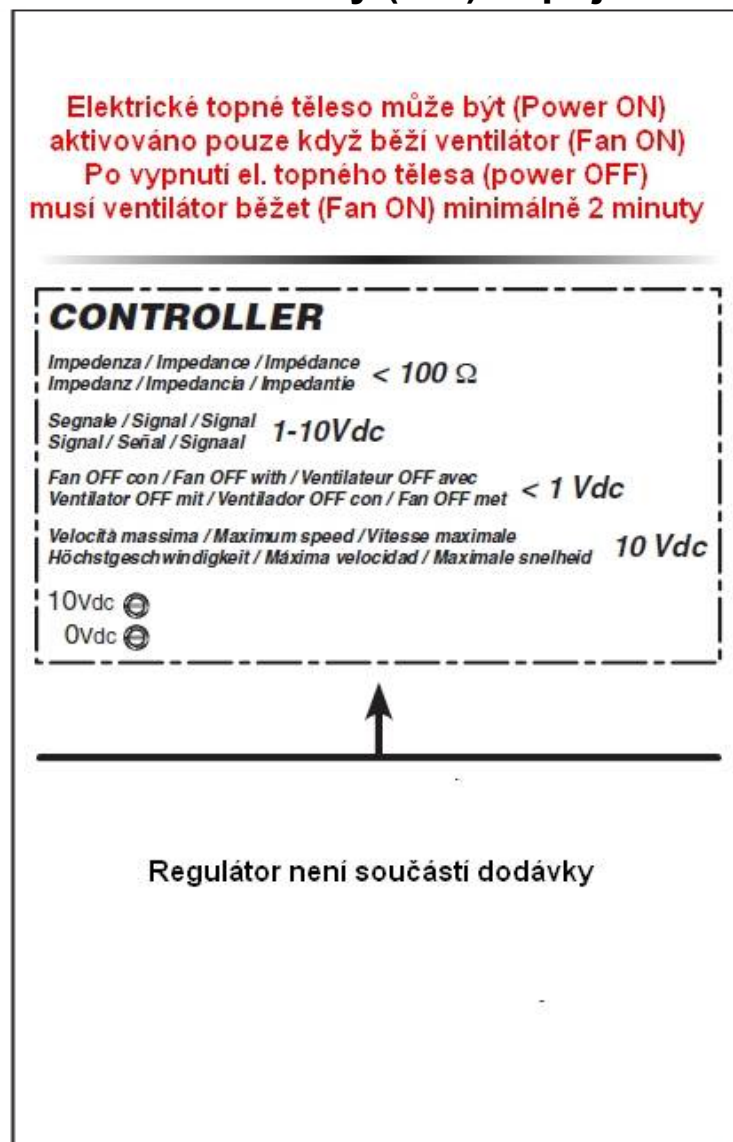 Elektrické topné těleso může být (Power ON)
aktivováno pouze když běží ventilátor (Fan ON)
Po vypnutí el. topného tělesa (power OFF)
musí ventilátor běžet (Fan ON) minimálně 2 minuty
CONTROLLER
Impedenza / Impedance / Impédance
Impedanz / Impedancia / Impedantie < 100 Ω
Segnale / Signal / Signal
Signal / Señal / Signaal 1-10Vdc
Fan OFF con / Fan OFF with / Ventilateur OFF avec
Ventilator OFF mit / Ventilador OFF con / Fan OFF met < 1 Vdc
Velocità massima / Maximum speed / Vitesse maximale
Höchstgeschwindigkeit / Máxima velocidad / Maximale snelheid 10 Vdc
10Vdc
0Vdc
Regulátor není součástí dodávky